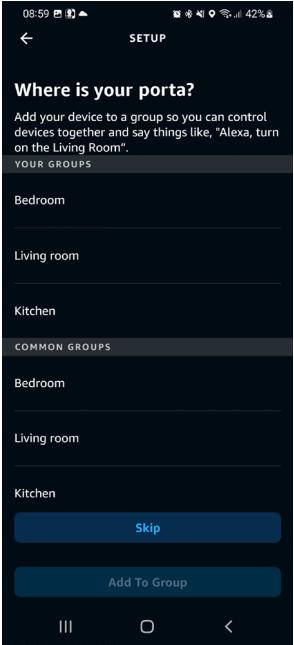 08:59
42%
SETUP
Where is your porta?
Add your device to a group so you can control
devices together and say things like, "Alexa, turn
on the Living Room".
YOUR GROUPS
Bedroom
Living room
Kitchen
COMMON GROUPS
Bedroom
Living room
Kitchen
Skip
Add To Group